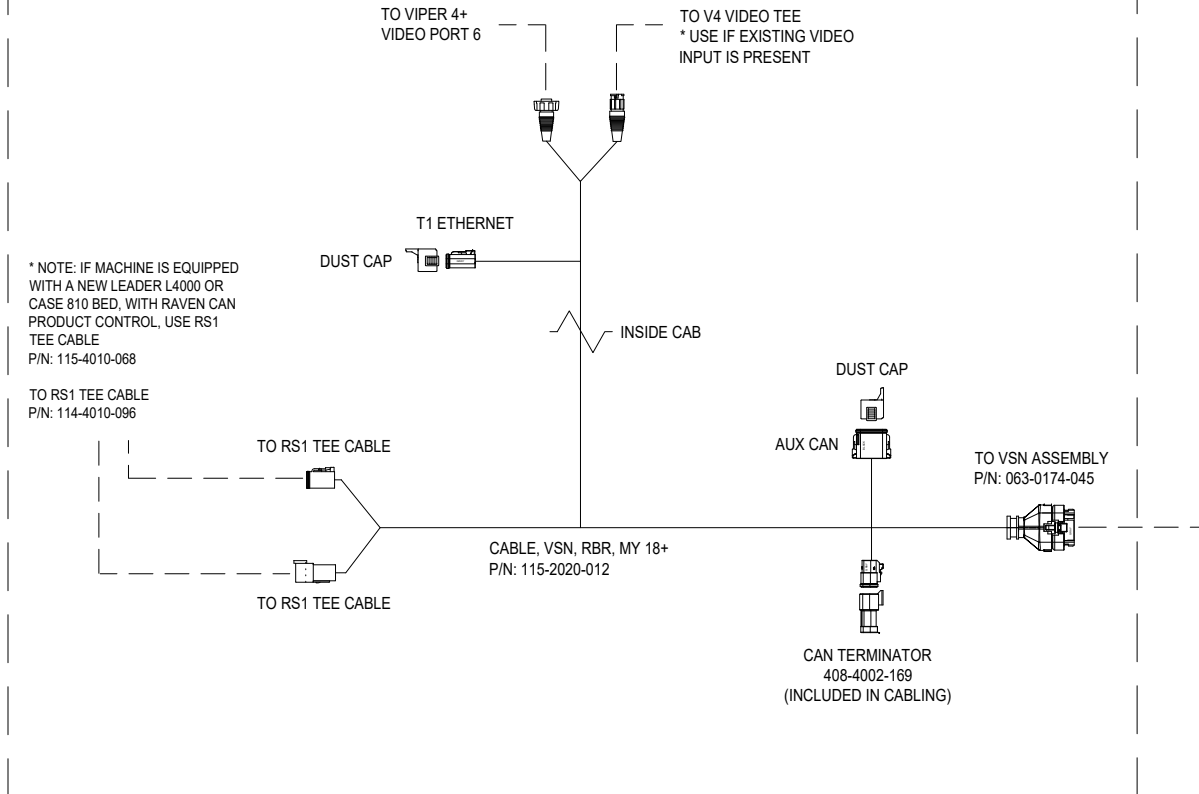 TO VIPER 4+
VIDEO PORT 6
TO V4 VIDEO TEE
* USE IF EXISTING VIDEO
INPUT IS PRESENT
T1 ETHERNET
DUST CAP
* NOTE: IF MACHINE IS EQUIPPED
WITH A NEW LEADER L4000 OR
CASE 810 BED, WITH RAVEN CAN
PRODUCT CONTROL, USE RS1
TEE CABLE
P/N: 115-4010-068
INSIDE CAB
DUST CAP
TO RS1 TEE CABLE
P/N: 114-4010-096
AUX CAN
TO RS1 TEE CABLE
TO VSN ASSEMBLY
P/N: 063-0174-045
CABLE, VSN, RBR, MY 18+
P/N: 115-2020-012
TO RS1 TEE CABLE
CAN TERMINATOR
408-4002-169
(INCLUDED IN CABLING)